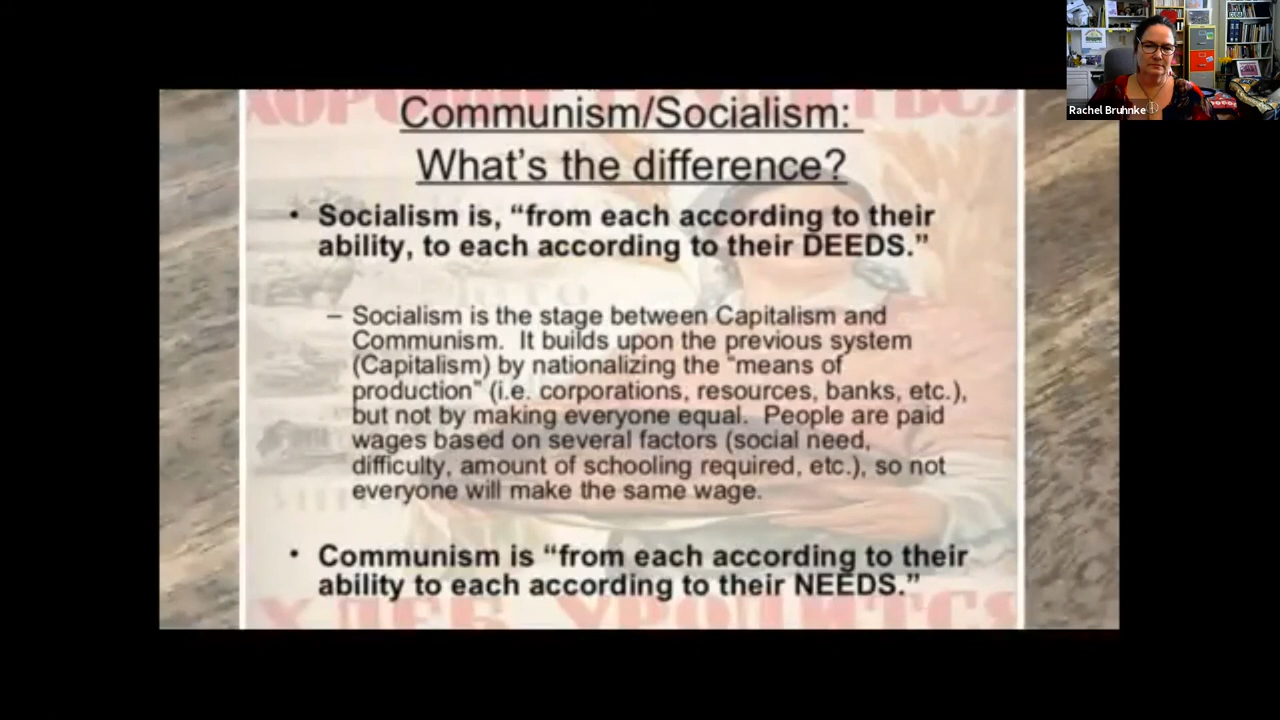 Communism/Socialism:
What's the difference?
• Socialism is, “from each according to their
ability, to each according to their DEEDS.”
– Socialism is the stage between Capitalism and
Communism. It builds upon the previous system
(Capitalism) by nationalizing the “means of
production” (i.e. corporations, resources, banks, etc.),
but not by making everyone equal. People are paid
wages based on several factors (social need,
difficulty, amount of schooling required, etc.), so not
everyone will make the same wage.
• Communism is “from each according to their
ability to each according to their NEEDS.”
ХЛЕБ УРОДИТСЯ
Rachel Bruhnke